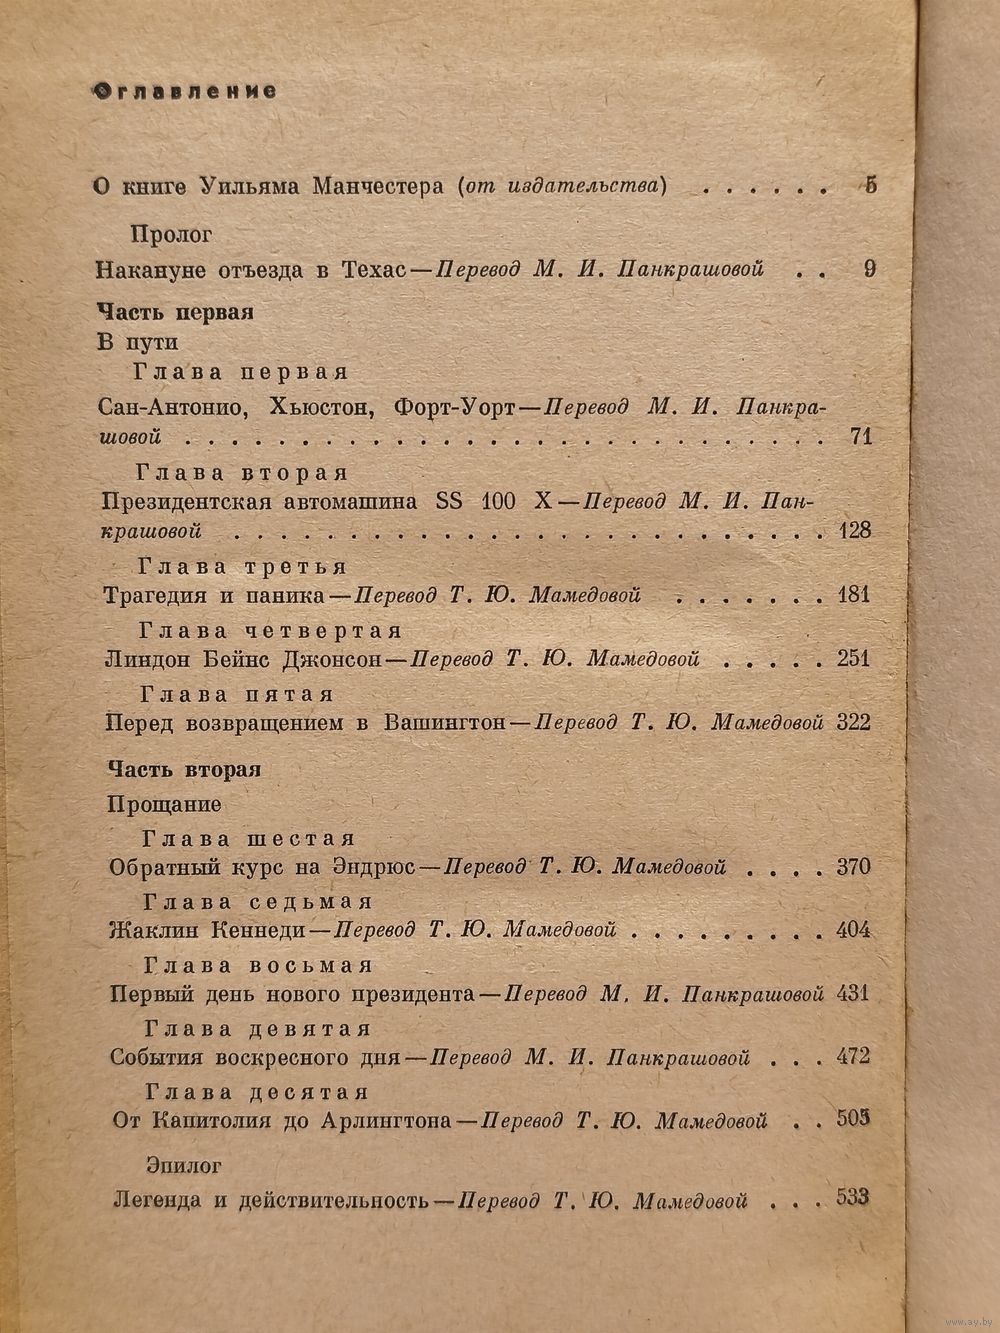 Оглавление
О книге Уильяма Манчестера (от издательства) . . . . . . 5
Пролог
Накануне отъезда в Техас — Перевод М. И. Панкрашовой . . 9
Часть первая
В пути
Глава первая
Сан-Антонио, Хьюстон, Форт-Уорт — Перевод М. И. Панкра-
шовой . . . . . . . . . . . . . . . . . . . . . . . . . . . . 71
Глава вторая
Президентская автомашина SS 100 X — Перевод М. И. Пан-
крашовой . . . . . . . . . . . . . . . . . . . . . . . . . . 128
Глава третья
Трагедия и паника — Перевод Т. Ю. Мамедовой . . . . . . . 181
Глава четвертая
Линдон Бейнс Джонсон — Перевод Т. Ю. Мамедовой . . . . . 251
Глава пятая
Перед возвращением в Вашингтон — Перевод Т. Ю. Мамедовой 322
Часть вторая
Прощание
Глава шестая
Обратный курс на Эндрюс — Перевод Т. Ю. Мамедовой . . . . 370
Глава седьмая
Жаклин Кеннеди — Перевод Т. Ю. Мамедовой . . . . . . . . . 404
Глава восьмая
Первый день нового президента — Перевод М. И. Панкрашовой 431
Глава девятая
События воскресного дня — Перевод М. И. Панкрашовой . . . 472
Глава десятая
От Капитолия до Арлингтона — Перевод Т. Ю. Мамедовой . . 505
Эпилог
Легенда и действительность — Перевод Т. Ю. Мамедовой . . . 533
www.ay.by